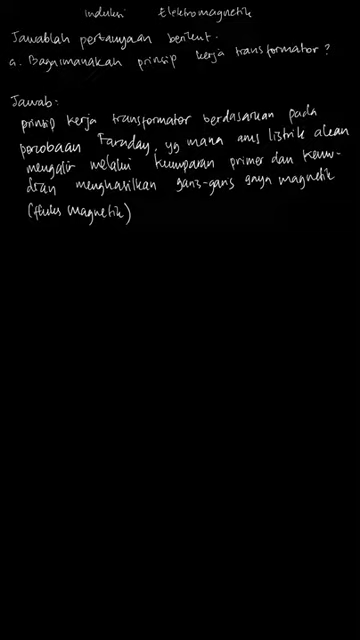 Induksi Elektromagnetik
Jawablah pertanyaan berikut.
a. Bagaimanakah prinsip kerja transformator?
Jawab:
prinsip kerja transformator berdasarkan pada
percobaan Faraday, yg mana arus listrik akan
mengalir melalui kumparan primer dan kemu-
dian menghasilkan garis-garis gaya magnetik
(fluks magnetik)